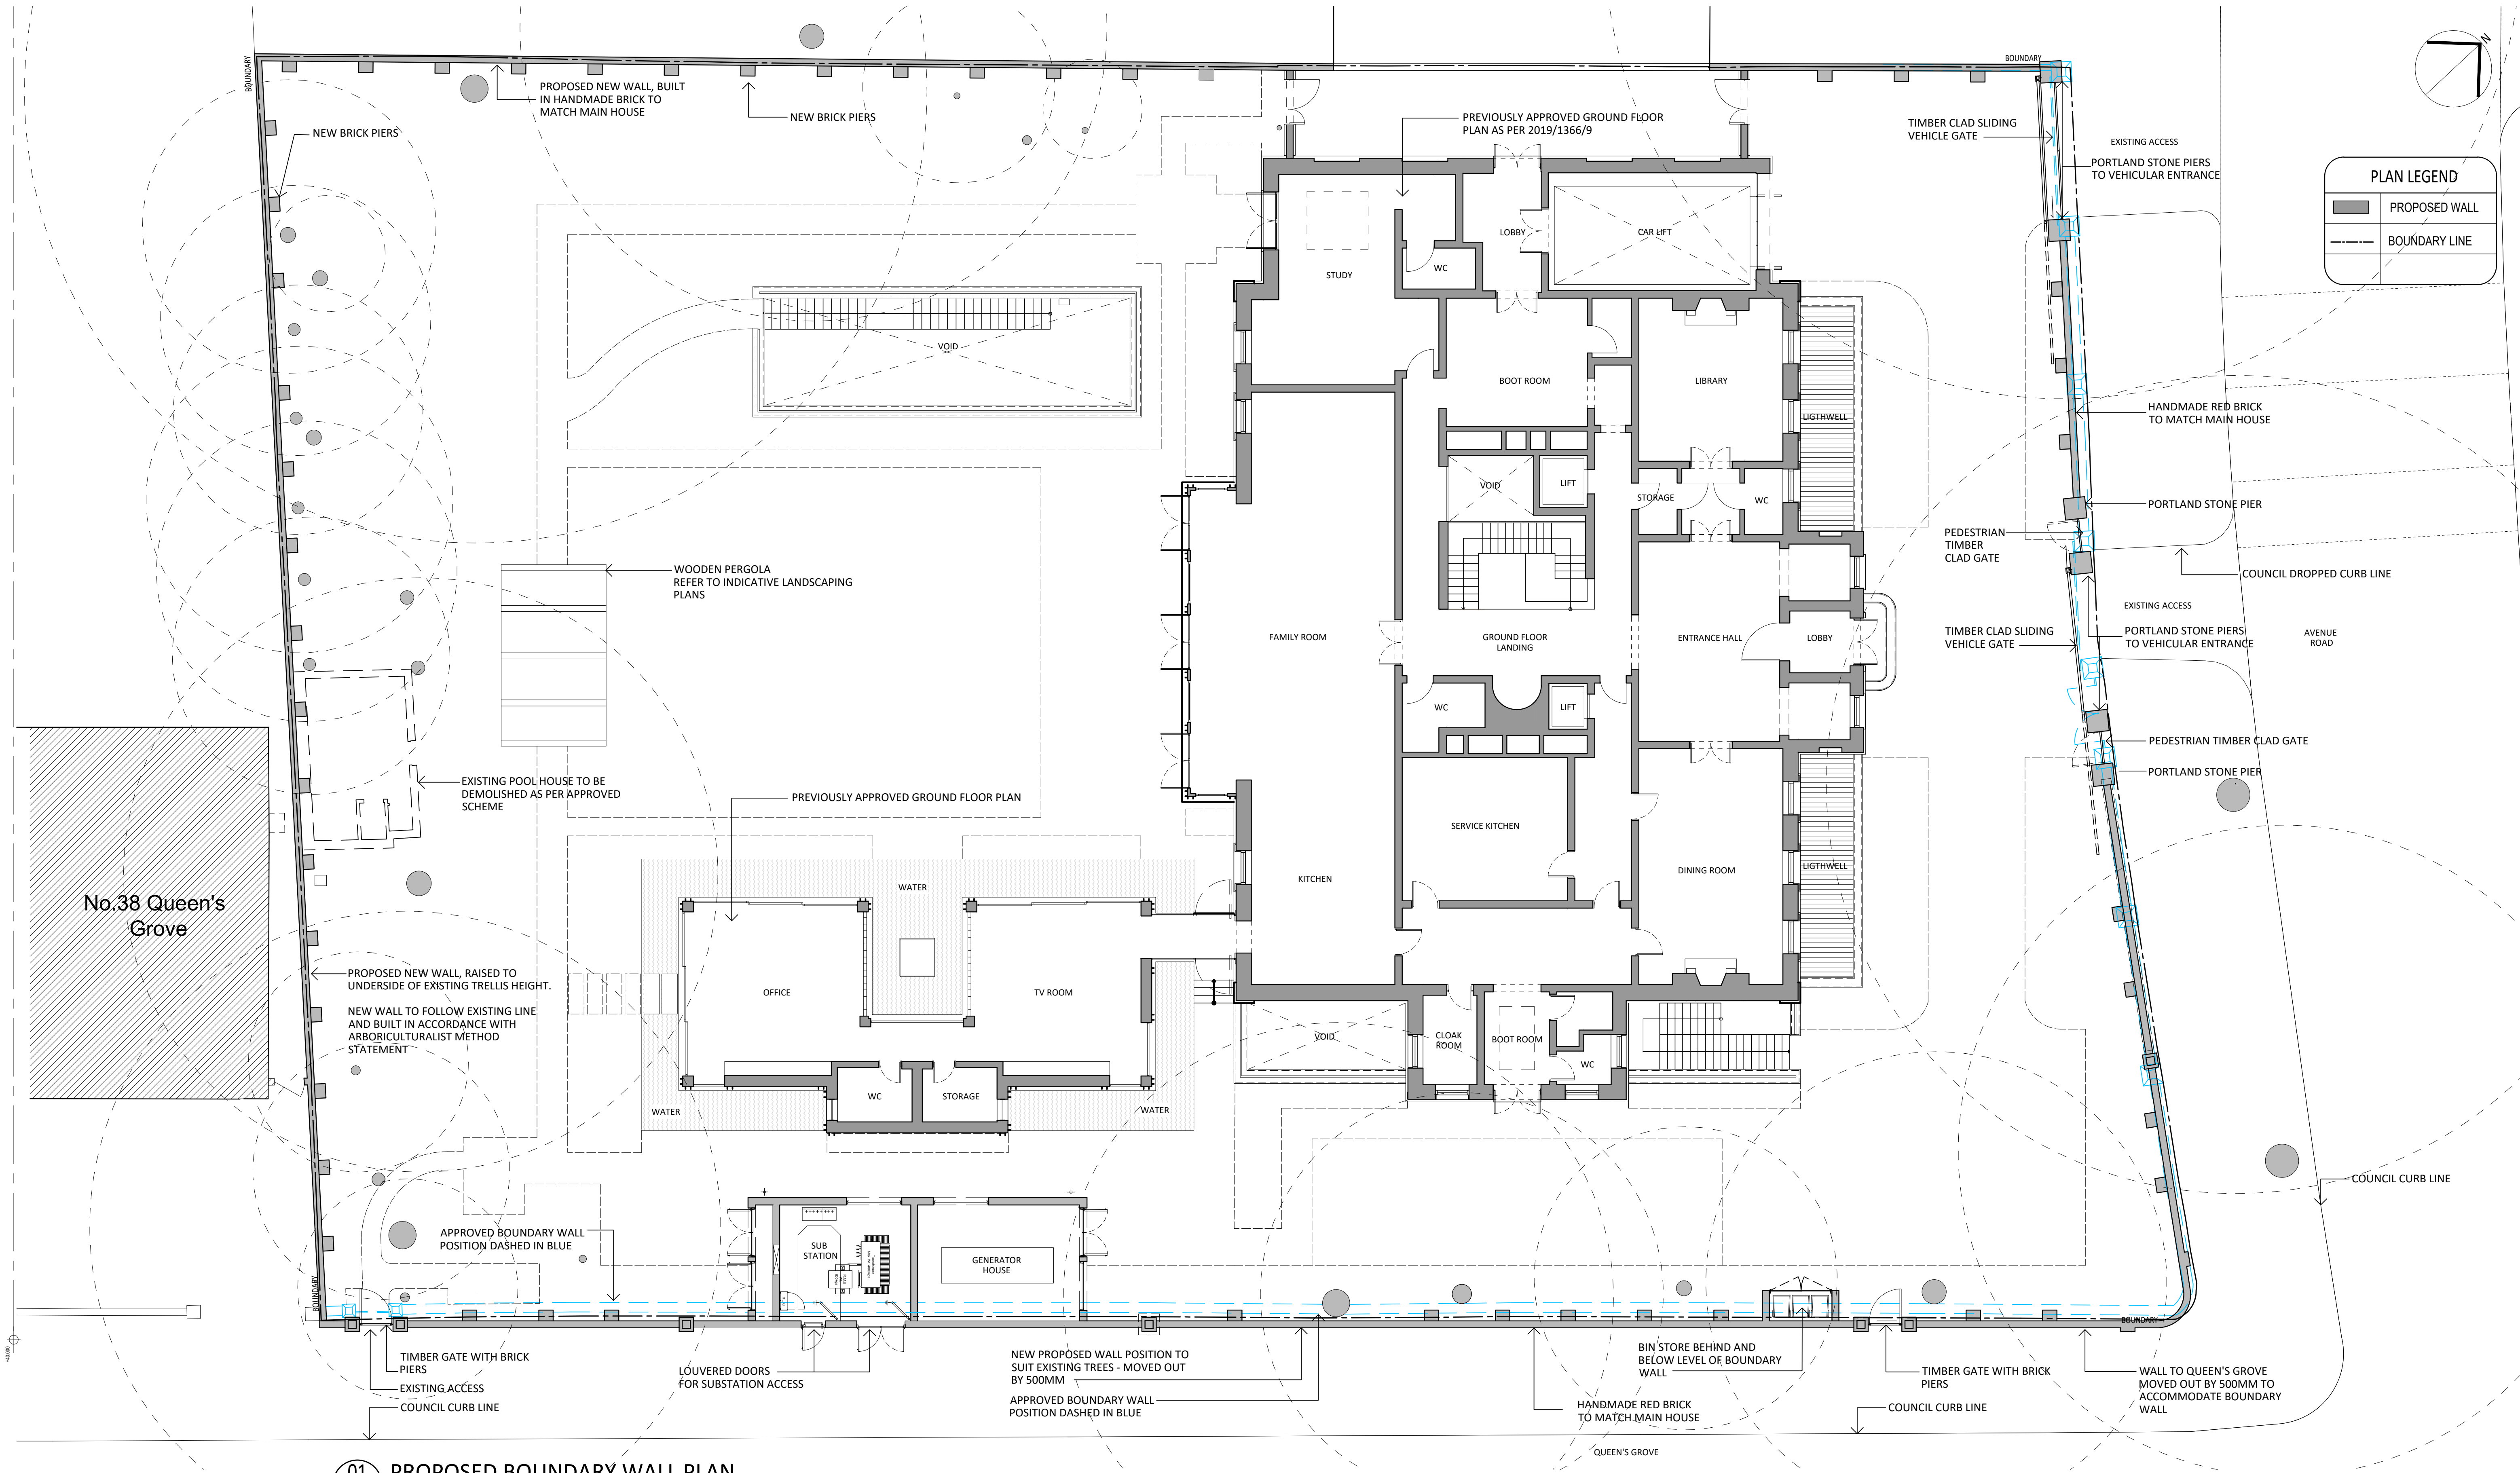 BOUNDARY
PROPOSED NEW WALL, BUILT
IN HANDMADE BRICK TO
MATCH MAIN HOUSE
NEW BRICK PIERS
NEW BRICK PIERS
PREVIOUSLY APPROVED GROUND FLOOR
PLAN AS PER 2019/1366/9
BOUNDARY
TIMBER CLAD SLIDING
VEHICLE GATE
EXISTING ACCESS
PORTLAND STONE PIERS
TO VEHICULAR ENTRANCE
N
PLAN LEGEND
PROPOSED WALL
BOUNDARY LINE
STUDY
WC
LOBBY
CAR LIFT
VOID
BOOT ROOM
LIBRARY
LIGTHWELL
HANDMADE RED BRICK
TO MATCH MAIN HOUSE
VOID
LIFT
STORAGE
WC
PORTLAND STONE PIER
PEDESTRIAN
TIMBER
CLAD GATE
COUNCIL DROPPED CURB LINE
WOODEN PERGOLA
REFER TO INDICATIVE LANDSCAPING
PLANS
EXISTING ACCESS
FAMILY ROOM
GROUND FLOOR
LANDING
ENTRANCE HALL
LOBBY
TIMBER CLAD SLIDING
VEHICLE GATE
PORTLAND STONE PIERS
TO VEHICULAR ENTRANCE
AVENUE
ROAD
WC
LIFT
PEDESTRIAN TIMBER CLAD GATE
PORTLAND STONE PIER
EXISTING POOL HOUSE TO BE
DEMOLISHED AS PER APPROVED
SCHEME
PREVIOUSLY APPROVED GROUND FLOOR PLAN
SERVICE KITCHEN
No.38 Queen's
Grove
WATER
KITCHEN
DINING ROOM
LIGTHWELL
PROPOSED NEW WALL, RAISED TO
UNDERSIDE OF EXISTING TRELLIS HEIGHT.
NEW WALL TO FOLLOW EXISTING LINE
AND BUILT IN ACCORDANCE WITH
ARBORICULTURALIST METHOD
STATEMENT
OFFICE
TV ROOM
VOID
CLOAK
ROOM
BOOT ROOM
WC
WC
STORAGE
WATER
WATER
COUNCIL CURB LINE
APPROVED BOUNDARY WALL
POSITION DASHED IN BLUE
SUB
STATION
GENERATOR
HOUSE
BOUNDARY
BOUNDARY
+40.000
TIMBER GATE WITH BRICK
PIERS
EXISTING ACCESS
COUNCIL CURB LINE
LOUVERED DOORS
FOR SUBSTATION ACCESS
NEW PROPOSED WALL POSITION TO
SUIT EXISTING TREES - MOVED OUT
BY 500MM
APPROVED BOUNDARY WALL
POSITION DASHED IN BLUE
BIN STORE BEHIND AND
BELOW LEVEL OF BOUNDARY
WALL
HANDMADE RED BRICK
TO MATCH MAIN HOUSE
TIMBER GATE WITH BRICK
PIERS
COUNCIL CURB LINE
WALL TO QUEEN'S GROVE
MOVED OUT BY 500MM TO
ACCOMMODATE BOUNDARY
WALL
QUEEN'S GROVE
01
PROPOSED BOUNDARY WALL PLAN